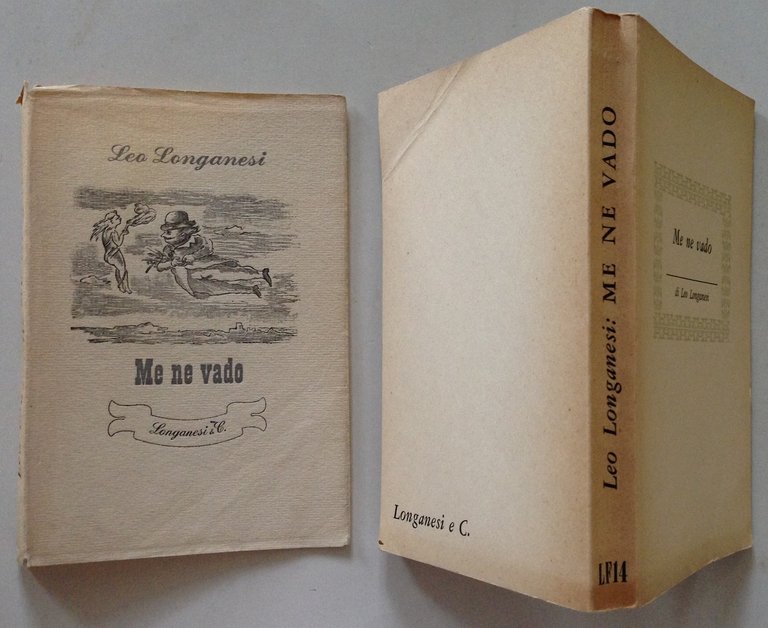 Leo Longanesi
Me ne vado
Longanesi & C.
Longanesi e C.
Leo Longanesi: ME NE VADO
LF14
Me ne vado
di Leo Longanesi